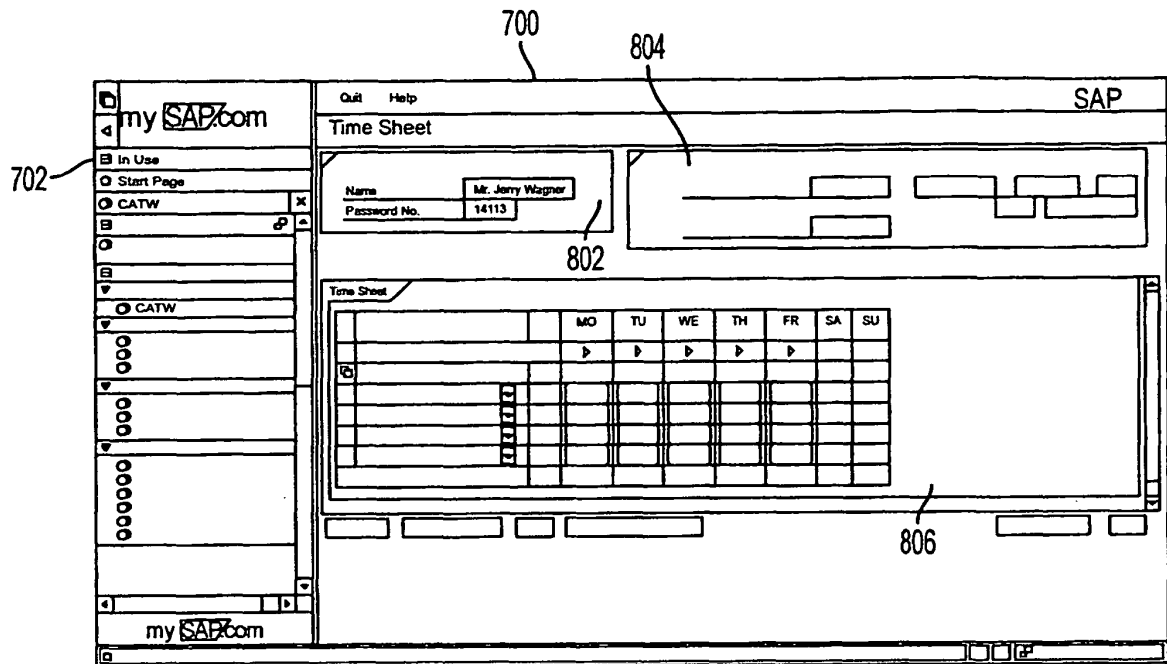 700
804
my SAP.com
Quit Help
SAP
Time Sheet
702
In Use
Start Page
CATW
Name Mr. Jerry Wagner
Password No. 14113
802
CATW
Time Sheet
MO TU WE TH FR SA SU
806
my SAP.com